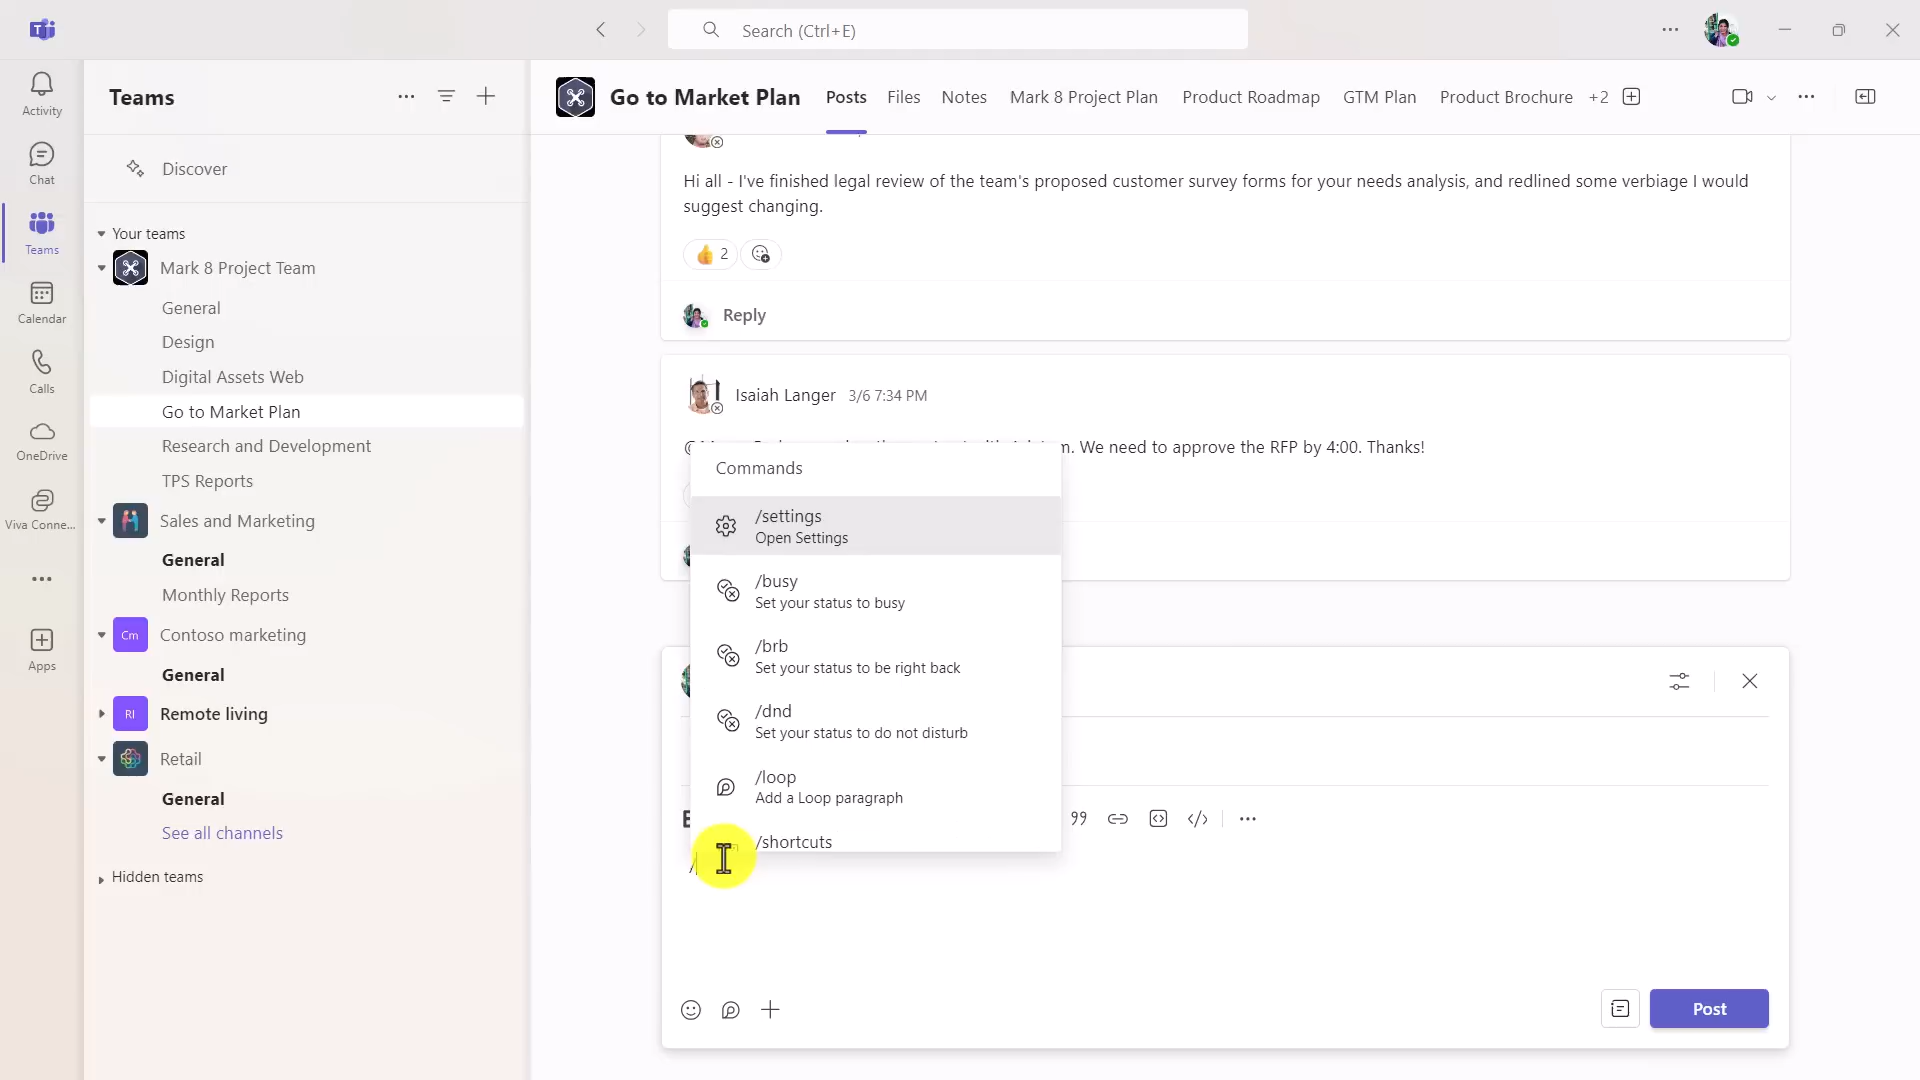 Search (Ctrl+E)
Activity
Chat
Teams
Calendar
Calls
OneDrive
Viva Conne...
Apps
Teams
Discover
Your teams
Mark 8 Project Team
General
Design
Digital Assets Web
Go to Market Plan
Research and Development
TPS Reports
Sales and Marketing
General
Monthly Reports
Cm
Contoso marketing
General
Rl
Remote living
Retail
General
See all channels
Hidden teams
Go to Market Plan
Posts
Files
Notes
Mark 8 Project Plan
Product Roadmap
GTM Plan
Product Brochure
+2
Hi all - I've finished legal review of the team's proposed customer survey forms for your needs analysis, and redlined some verbiage I would
suggest changing.
2
Reply
Isaiah Langer 3/6 7:34 PM
We need to approve the RFP by 4:00. Thanks!
Commands
/settings
Open Settings
/busy
Set your status to busy
/brb
Set your status to be right back
/dnd
Set your status to do not disturb
/loop
Add a Loop paragraph
/shortcuts
/
Post